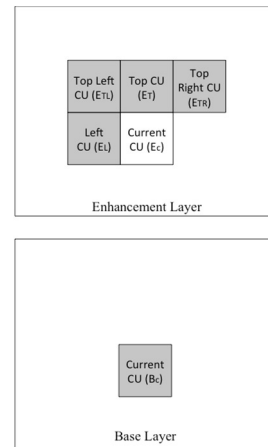 Top Left Top CU Top
CU (ETL) (ET) Right CU
(ETR)
Left Current
CU (EL) CU (Ec)
Enhancement Layer
Current
CU (Bc)
Base Layer